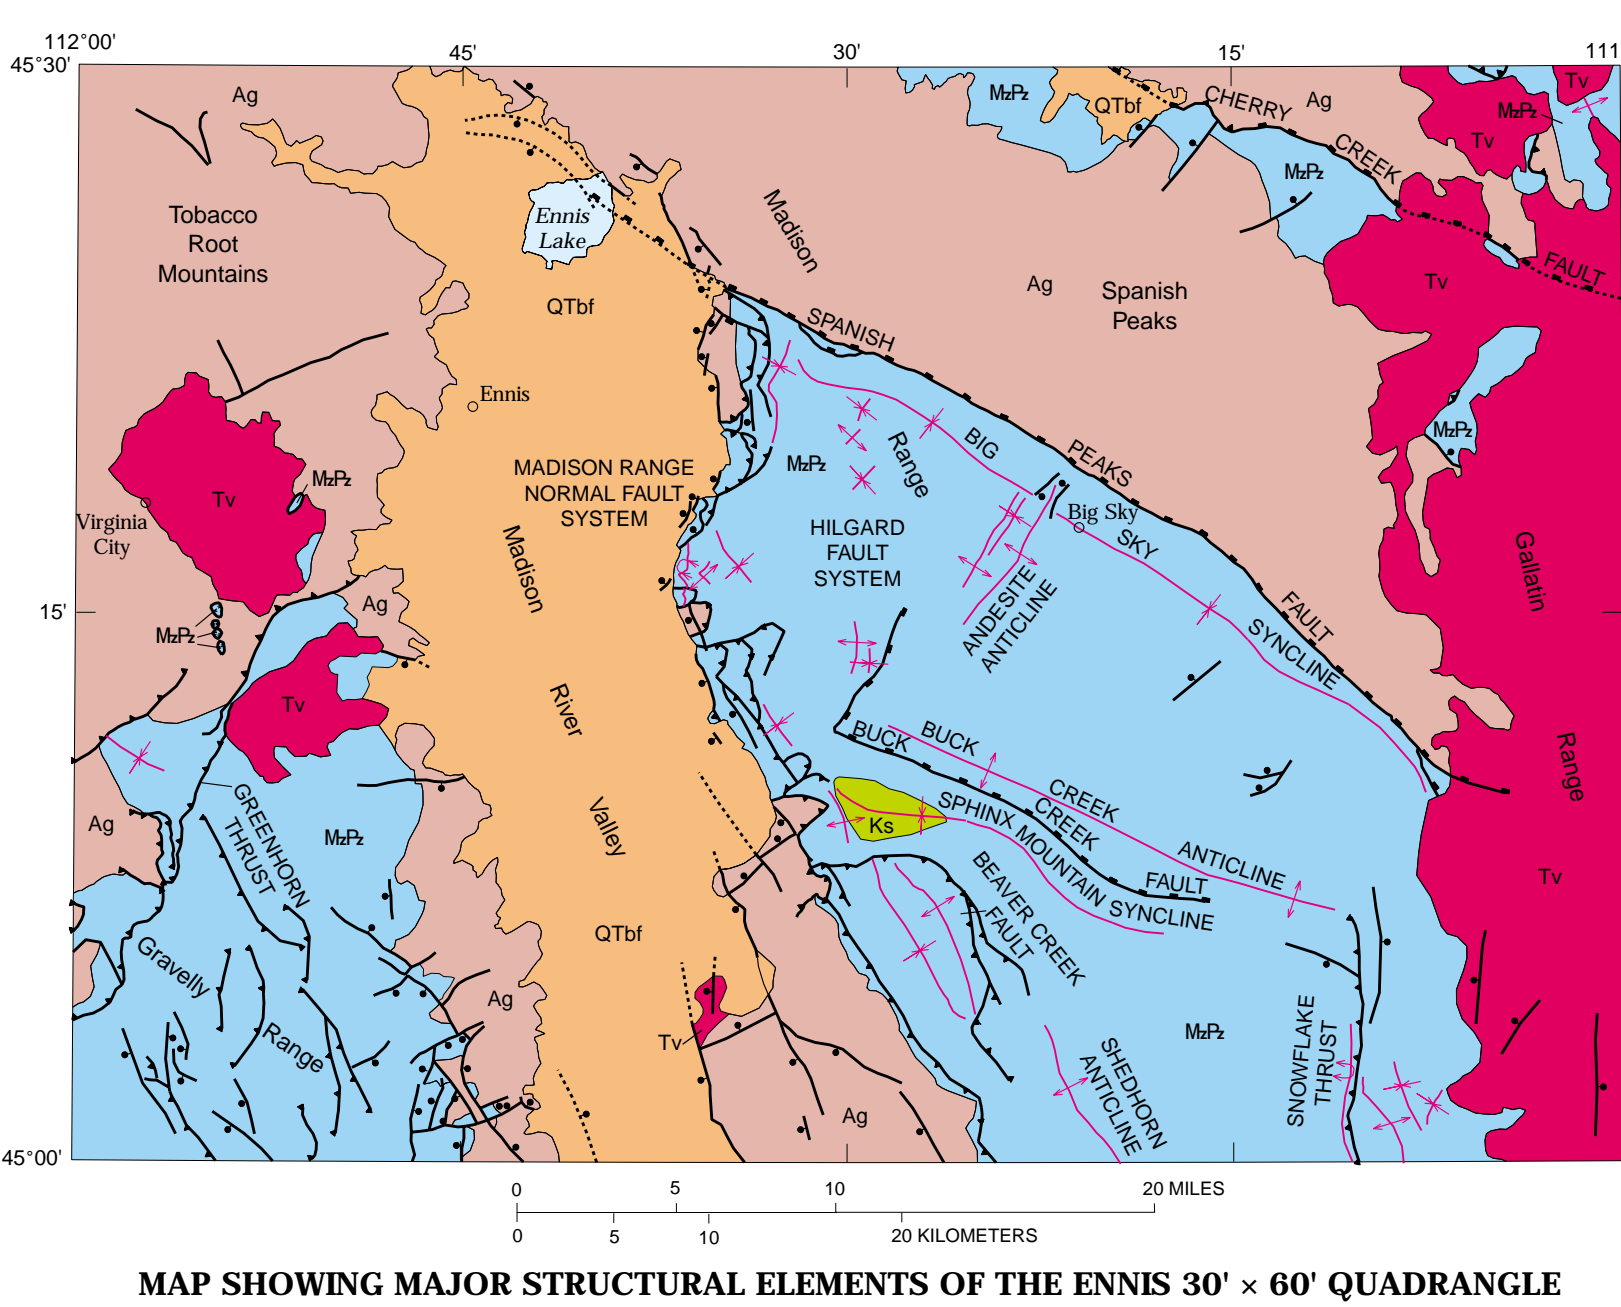 112°00'
45'
30'
15'
111
45°30'
Ag
MzPz
QTbf
CHERRY
CREEK
FAULT
Ag
Tv
MzPz
Tv
MzPz
Tobacco
Root
Mountains
Ennis
Lake
Madison
Range
QTbf
Ag
Spanish
Peaks
Tv
SPANISH
PEAKS
FAULT
Ennis
BIG
SKY
SYNCLINE
MzPz
MzPz
MADISON RANGE
NORMAL FAULT
SYSTEM
MzPz
Tv
Virginia
City
Big Sky
HILGARD
FAULT
SYSTEM
Madison
River
Valley
Gallatin
Range
ANDESITE
ANTICLINE
15'
Ag
MzPz
Tv
BUCK
CREEK
FAULT
BUCK
CREEK
ANTICLINE
GREENHORN
THRUST
Ag
MzPz
Ks
SPHINX MOUNTAIN SYNCLINE
BEAVER CREEK
FAULT
Tv
Gravelly
Range
QTbf
Ag
Tv
MzPz
SNOWFLAKE
THRUST
SHEDHORN
ANTICLINE
Ag
45°00'
0 5 10 20 MILES
0 5 10 20 KILOMETERS
MAP SHOWING MAJOR STRUCTURAL ELEMENTS OF THE ENNIS 30' × 60' QUADRANGLE